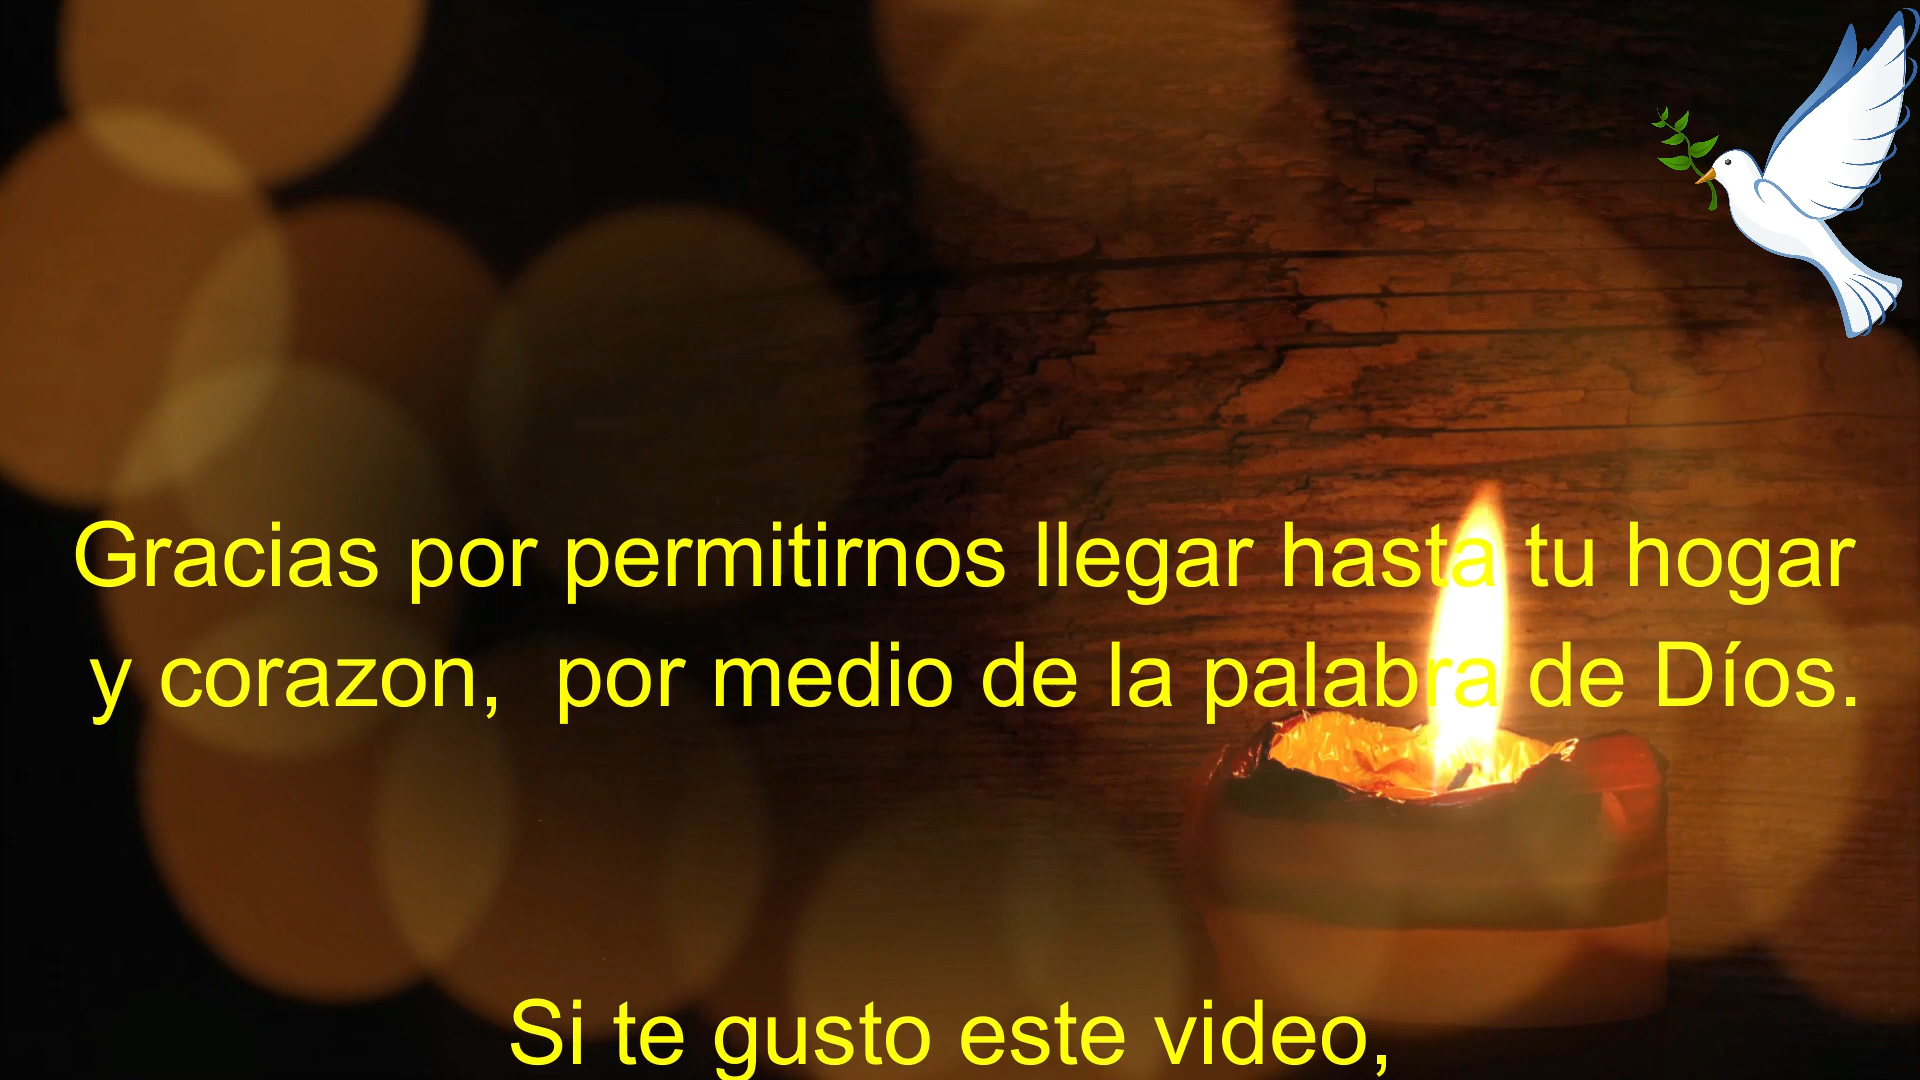 Gracias por permitirnos llegar hasta tu hogar
y corazon, por medio de la palabra de Díos.
Si te gusto este video,